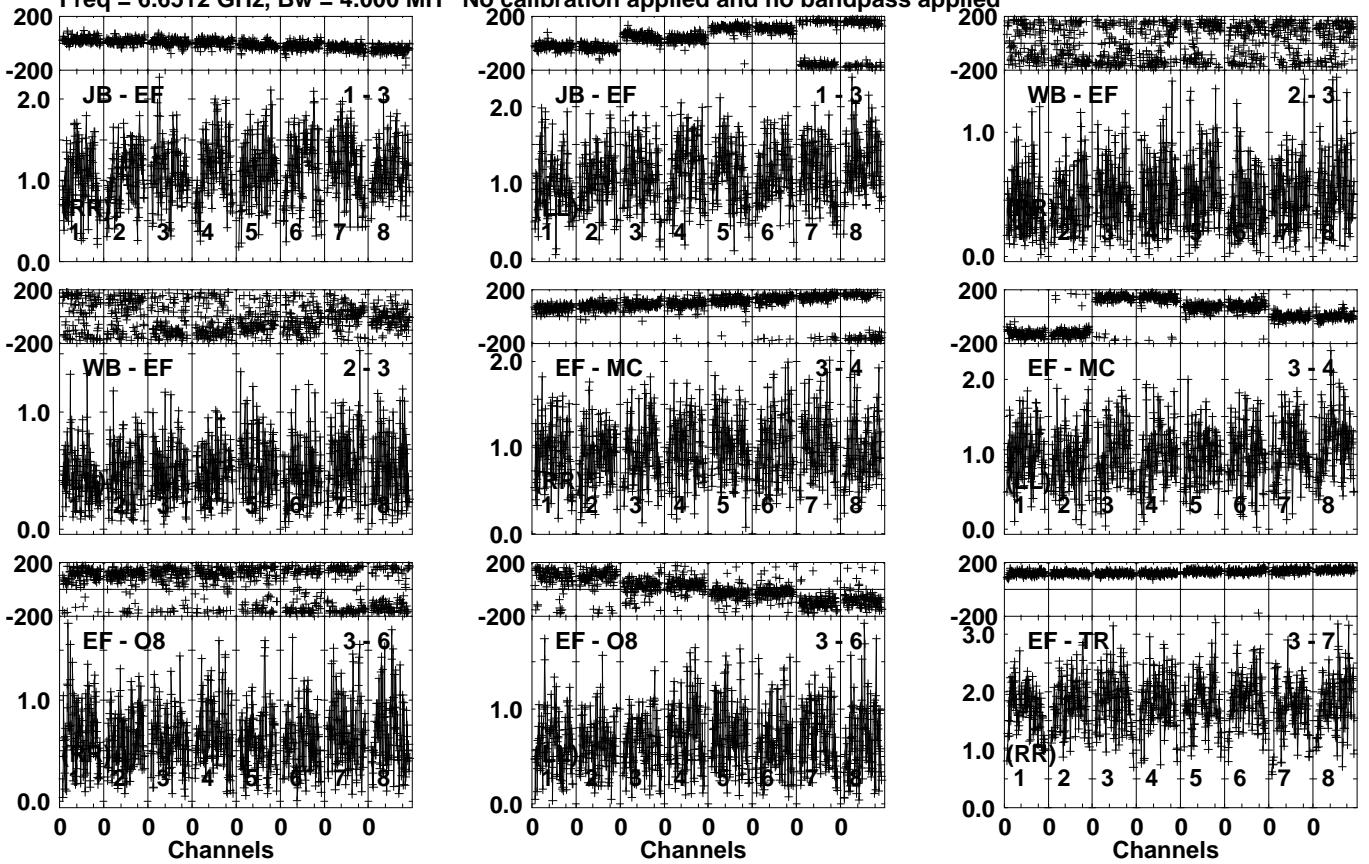 Freq = 6.6512 GHz, Bw = 4.000 MH No calibration applied and no bandpass applied
200
-200
JB - EF 1 - 3
2.0
1.0
0.0
(RR)
1 2 3 4 5 6 7 8
200
-200
JB - EF 1 - 3
2.0
1.0
0.0
1 2 3 4 5 6 7 8
200
-200
WB - EF 2 - 3
1.0
0.0
2 3 4 5 6 7 8
200
-200
WB - EF 2 - 3
1.0
0.0
1 2 3 4 5 6 7 8
200
-200
EF - MC 3 - 4
2.0
1.0
0.0
(RR)
1 2 3 4 5 6 7 8
200
-200
EF - MC 3 - 4
2.0
1.0
0.0
(LL)
1 2 3 4 5 6 7 8
200
-200
EF - O8 3 - 6
1.0
0.0
1 2 3 4 5 6 7 8
0 0 0 0 0 0 0 0
Channels
200
-200
EF - O8 3 - 6
1.0
0.0
1 2 3 4 5 6 7 8
0 0 0 0 0 0 0 0
Channels
200
-200
EF - TR 3 - 7
3.0
2.0
1.0
0.0
(RR)
1 2 3 4 5 6 7 8
0 0 0 0 0 0 0 0
Channels